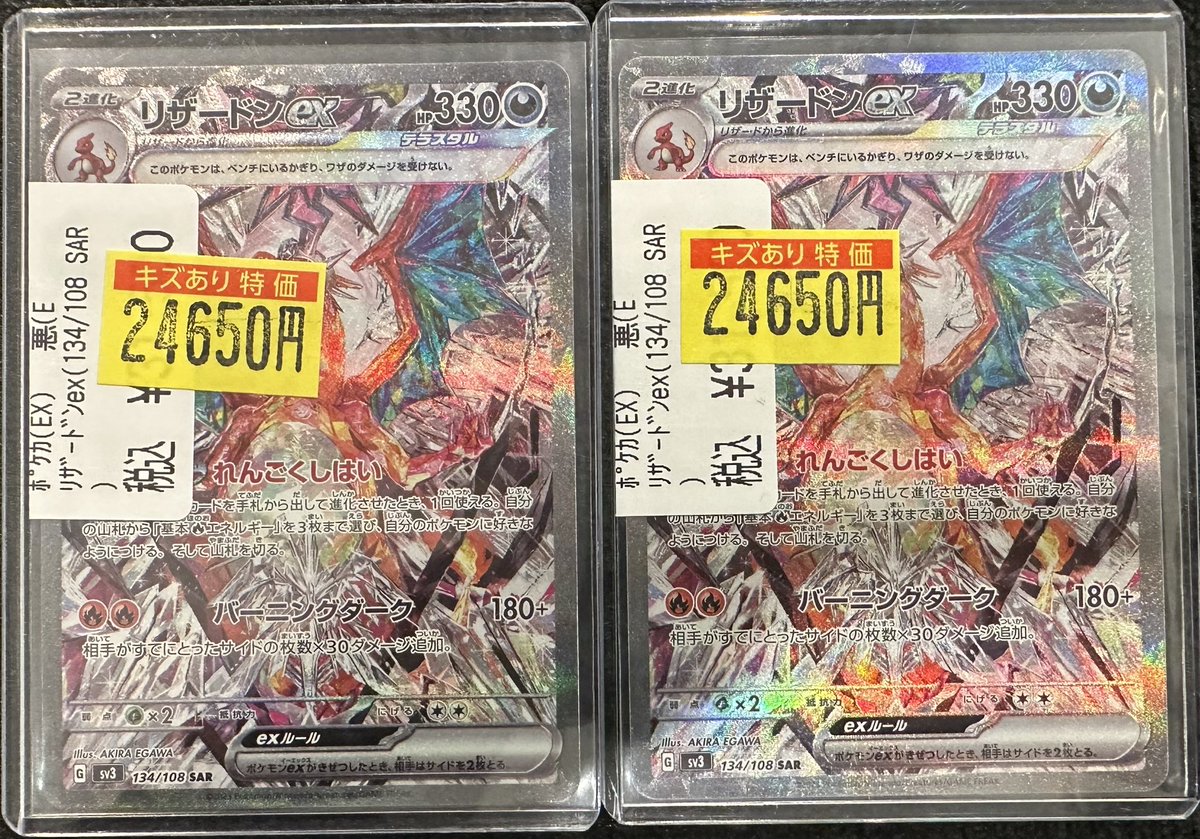 2進化
リザードンex
HP330
リザードから進化
テラスタル
このポケモンは、ベンチにいるかぎり、ワザのダメージを受けない。
キズあり特価
24650円
ポケカ(EX) 悪(E
リザードンex(134/108 SAR
)
税込 ¥
れんごくしはい
カードを手札から出して進化させたとき、1回使える。自分
の山札から「基本エネルギー」を3枚まで選び、自分のポケモンに好きな
ようにつける。そして山札を切る。
バーニングダーク 180+
相手がすでにとったサイドの枚数×30ダメージ追加。
弱点 ×2 抵抗力 にげる
exルール
ポケモンexがきぜつしたとき、相手はサイドを2枚とる。
Illus. AKIRA EGAWA
G sv3 134/108 SAR
2進化
リザードンex
HP330
リザードから進化
テラスタル
このポケモンは、ベンチにいるかぎり、ワザのダメージを受けない。
キズあり特価
24650円
ポケカ(EX) 悪(E
リザードンex(134/108 SAR
)
税込 ¥3
れんごくしはい
カードを手札から出して進化させたとき、1回使える。自分
の山札から「基本エネルギー」を3枚まで選び、自分のポケモンに好きな
ようにつける。そして山札を切る。
バーニングダーク 180+
相手がすでにとったサイドの枚数×30ダメージ追加。
弱点 ×2 抵抗力 にげる
exルール
ポケモンexがきぜつしたとき、相手はサイドを2枚とる。
Illus. AKIRA EGAWA
G sv3 134/108 SAR